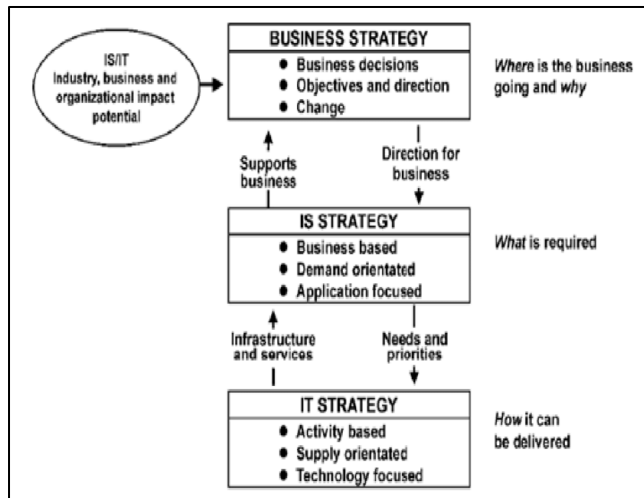 IS/IT
Industry, business and
organizational impact
potential
BUSINESS STRATEGY
● Business decisions
● Objectives and direction
● Change
Where is the business
going and why
Supports
business
Direction for
business
IS STRATEGY
● Business based
● Demand orientated
● Application focused
What is required
Infrastructure
and services
Needs and
priorities
IT STRATEGY
● Activity based
● Supply orientated
● Technology focused
How it can
be delivered